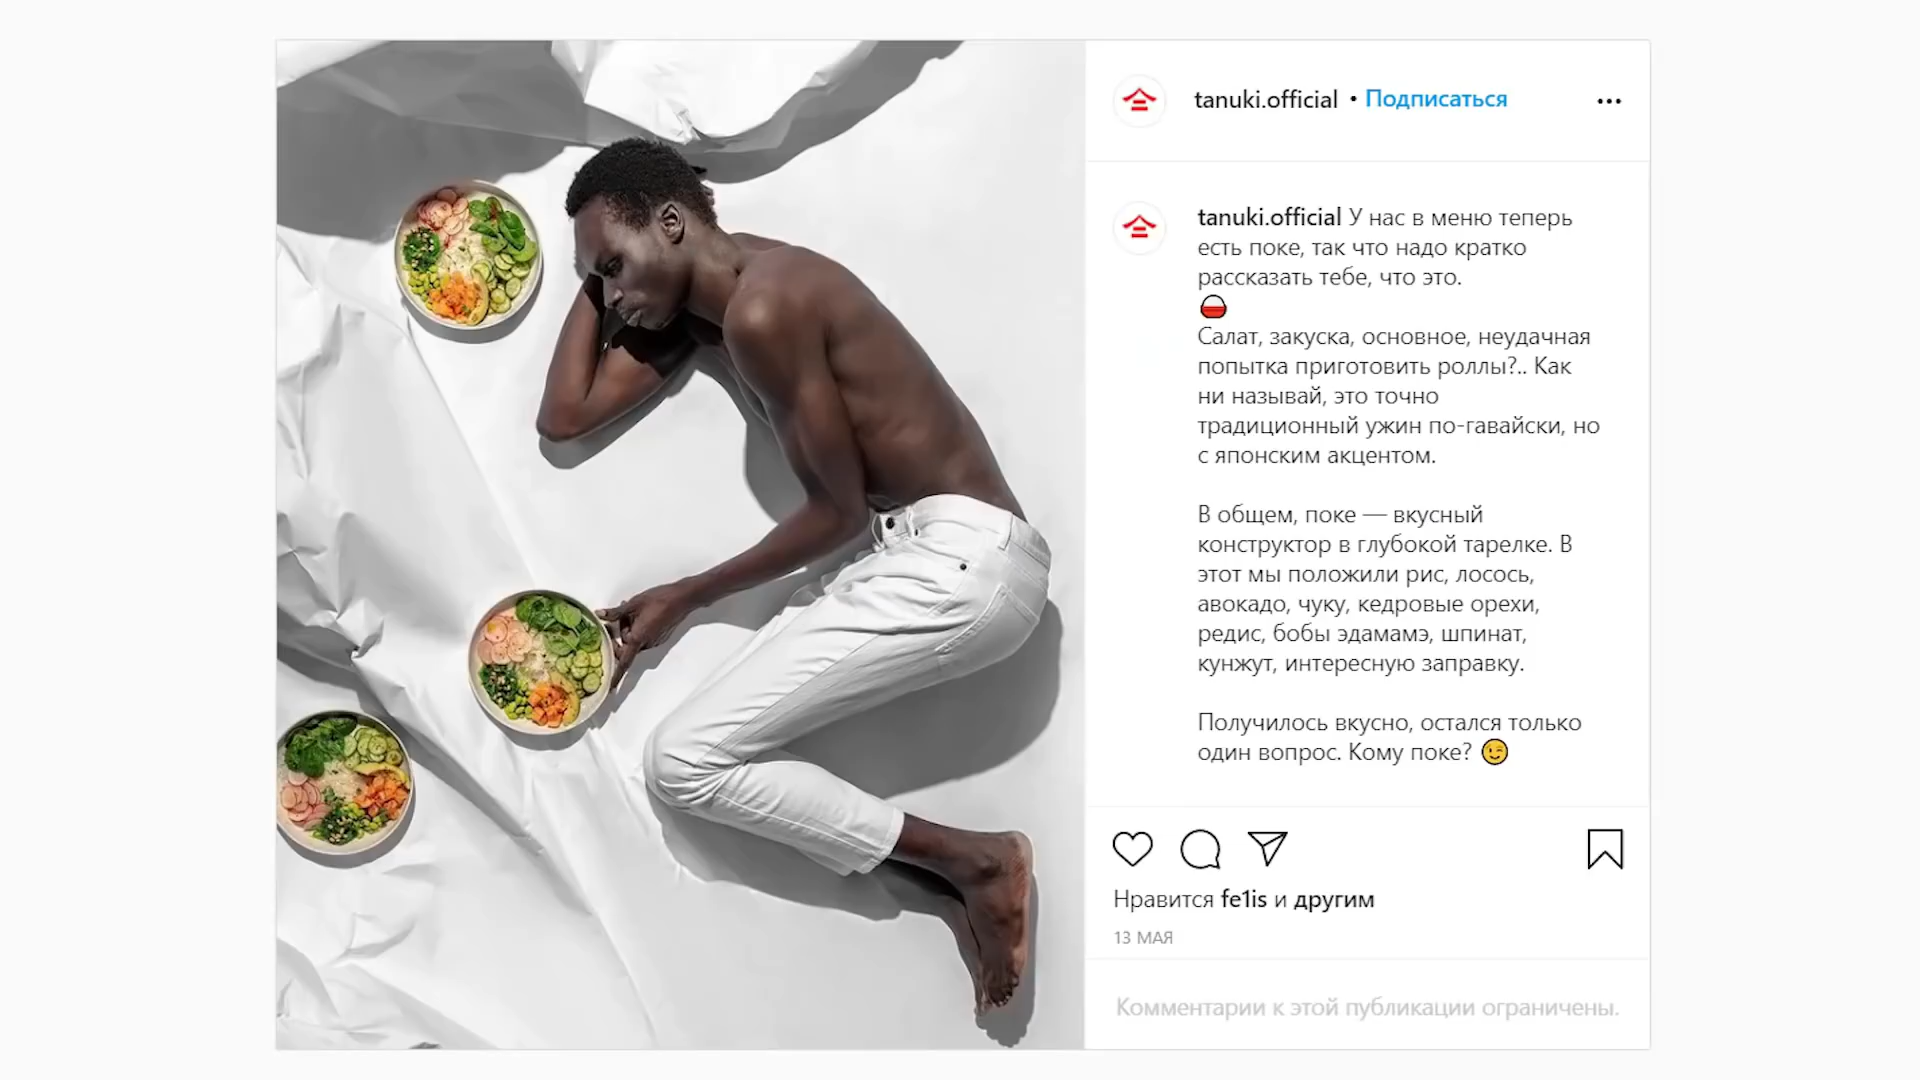 tanuki.official • Подписаться
tanuki.official У нас в меню теперь
есть поке, так что надо кратко
рассказать тебе, что это.
Салат, закуска, основное, неудачная
попытка приготовить роллы?.. Как
ни называй, это точно
традиционный ужин по-гавайски, но
с японским акцентом.
В общем, поке — вкусный
конструктор в глубокой тарелке. В
этот мы положили рис, лосось,
авокадо, чуку, кедровые орехи,
редис, бобы эдамамэ, шпинат,
кунжут, интересную заправку.
Получилось вкусно, остался только
один вопрос. Кому поке? 😉
Нравится fe1is и другим
13 МАЯ
Комментарии к этой публикации ограничены.